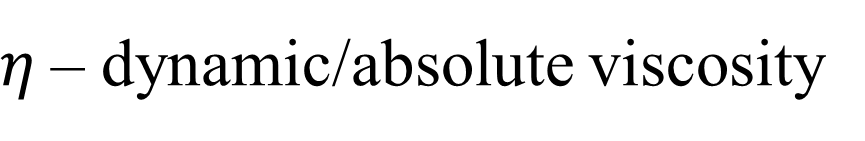 η – dynamic/absolute viscosity